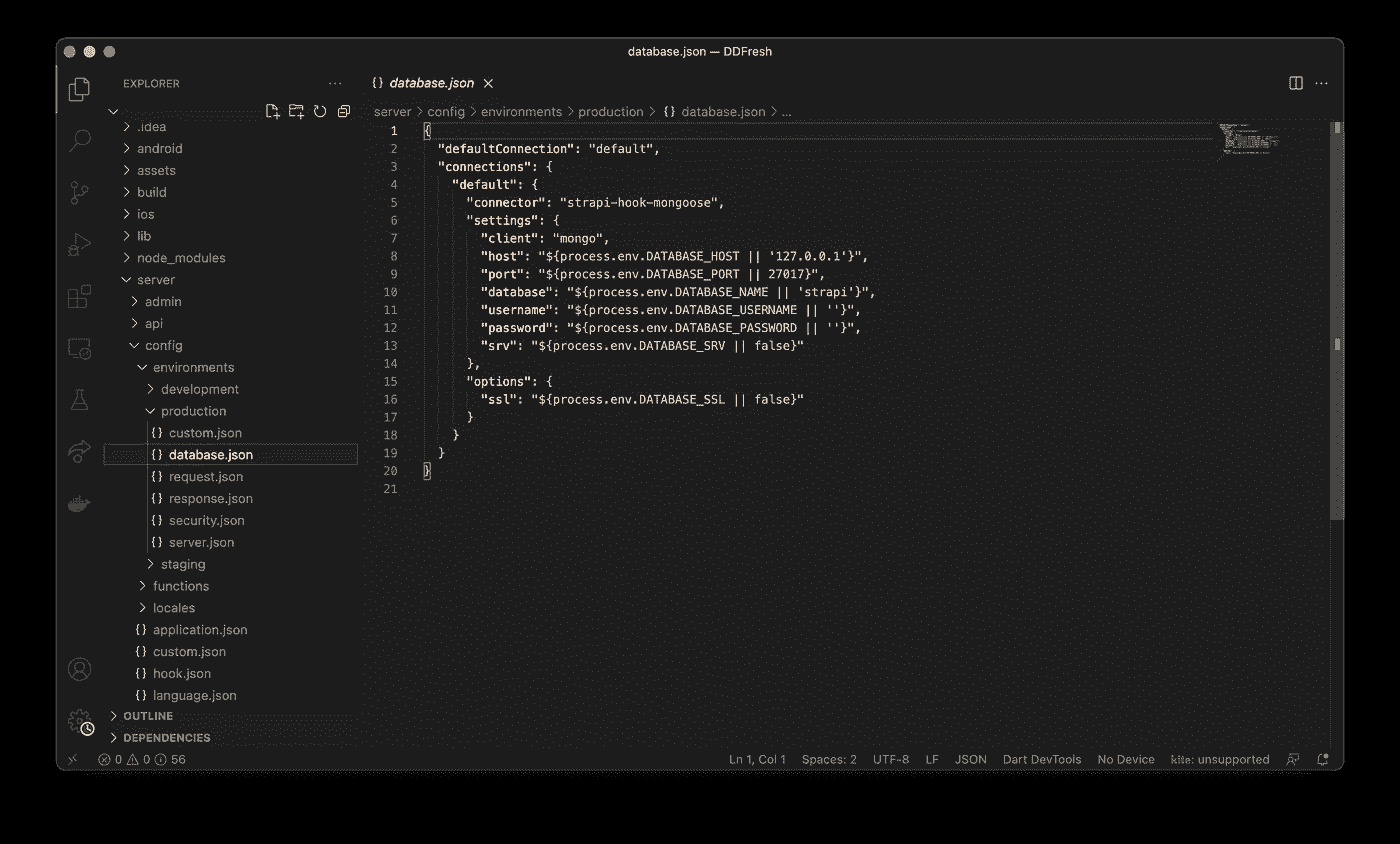 database.json — DDFresh
EXPLORER
.idea
android
assets
build
ios
lib
node_modules
server
admin
api
config
environments
development
production
custom.json
database.json
request.json
response.json
security.json
server.json
staging
functions
locales
application.json
custom.json
hook.json
language.json
OUTLINE
DEPENDENCIES
{} database.json ×
server > config > environments > production > {} database.json > ...
1 {
2 "defaultConnection": "default",
3 "connections": {
4 "default": {
5 "connector": "strapi-hook-mongoose",
6 "settings": {
7 "client": "mongo",
8 "host": "${process.env.DATABASE_HOST || '127.0.0.1'}",
9 "port": "${process.env.DATABASE_PORT || 27017}",
10 "database": "${process.env.DATABASE_NAME || 'strapi'}",
11 "username": "${process.env.DATABASE_USERNAME || ''}",
12 "password": "${process.env.DATABASE_PASSWORD || ''}",
13 "srv": "${process.env.DATABASE_SRV || false}"
14 },
15 "options": {
16 "ssl": "${process.env.DATABASE_SSL || false}"
17 }
18 }
19 }
20 }
21
0 0 56 Ln 1, Col 1 Spaces: 2 UTF-8 LF JSON Dart DevTools No Device kite: unsupported